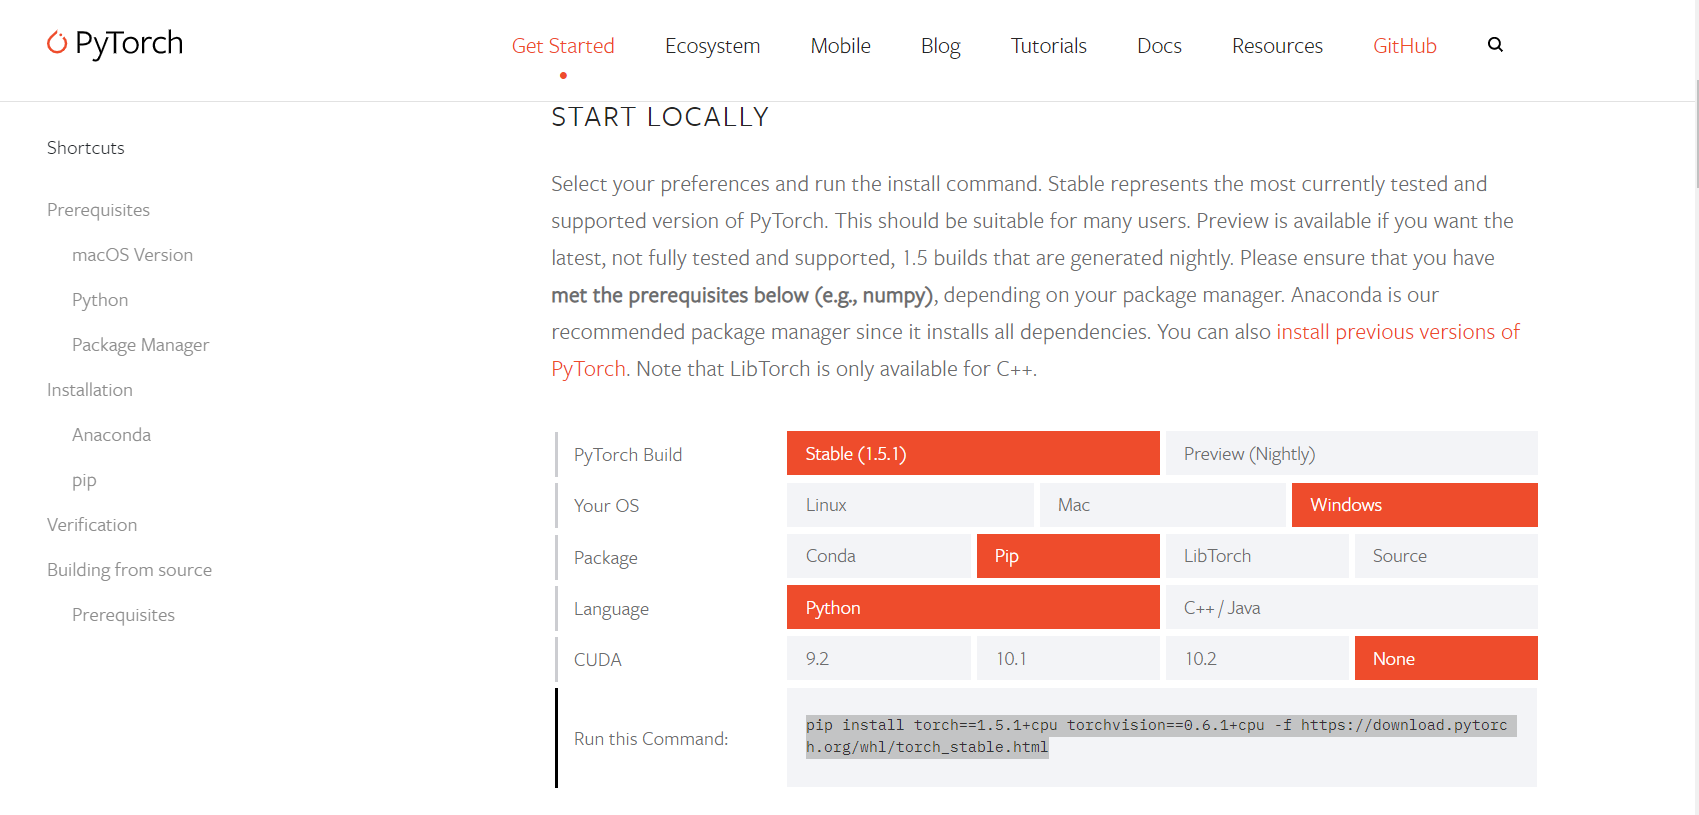 PyTorch
Get Started
Ecosystem
Mobile
Blog
Tutorials
Docs
Resources
GitHub
Shortcuts
Prerequisites
macOS Version
Python
Package Manager
Installation
Anaconda
pip
Verification
Building from source
Prerequisites
START LOCALLY
Select your preferences and run the install command. Stable represents the most currently tested and
supported version of PyTorch. This should be suitable for many users. Preview is available if you want the
latest, not fully tested and supported, 1.5 builds that are generated nightly. Please ensure that you have
met the prerequisites below (e.g., numpy), depending on your package manager. Anaconda is our
recommended package manager since it installs all dependencies. You can also install previous versions of
PyTorch. Note that LibTorch is only available for C++.
PyTorch Build
Stable (1.5.1)
Preview (Nightly)
Your OS
Linux
Mac
Windows
Package
Conda
Pip
LibTorch
Source
Language
Python
C++ / Java
CUDA
9.2
10.1
10.2
None
Run this Command:
pip install torch==1.5.1+cpu torchvision==0.6.1+cpu -f https://download.pytorc
h.org/whl/torch_stable.html